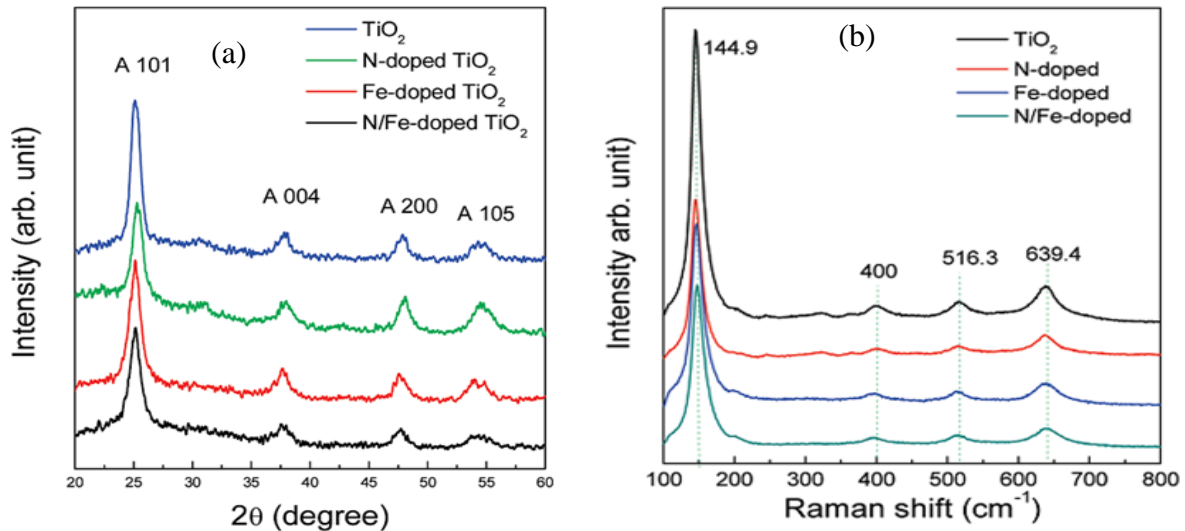 (a)
TiO₂
N-doped TiO₂
Fe-doped TiO₂
N/Fe-doped TiO₂
A 101
A 004
A 200
A 105
Intensity (arb. unit)
20 25 30 35 40 45 50 55 60
2θ (degree)
(b)
TiO₂
N-doped
Fe-doped
N/Fe-doped
144.9
400
516.3
639.4
Intensity arb. unit)
100 200 300 400 500 600 700 800
Raman shift (cm⁻¹)